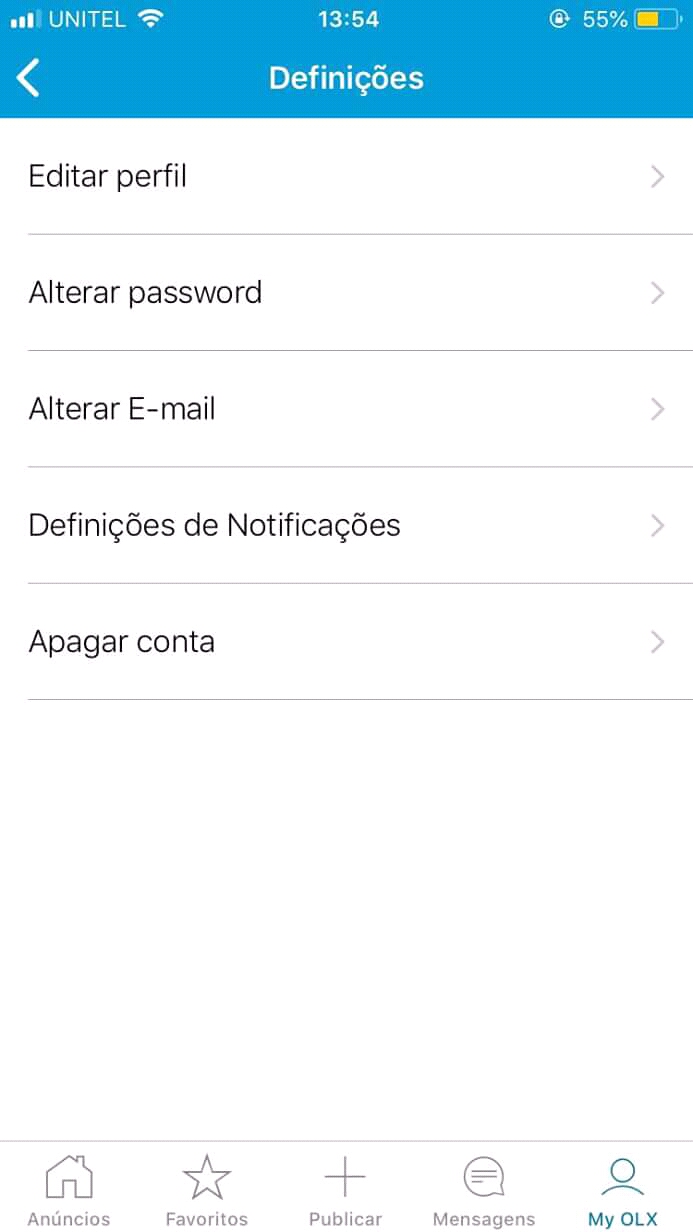 UNITEL 13:54 55%
Definições
Editar perfil
Alterar password
Alterar E-mail
Definições de Notificações
Apagar conta
Anúncios Favoritos Publicar Mensagens My OLX